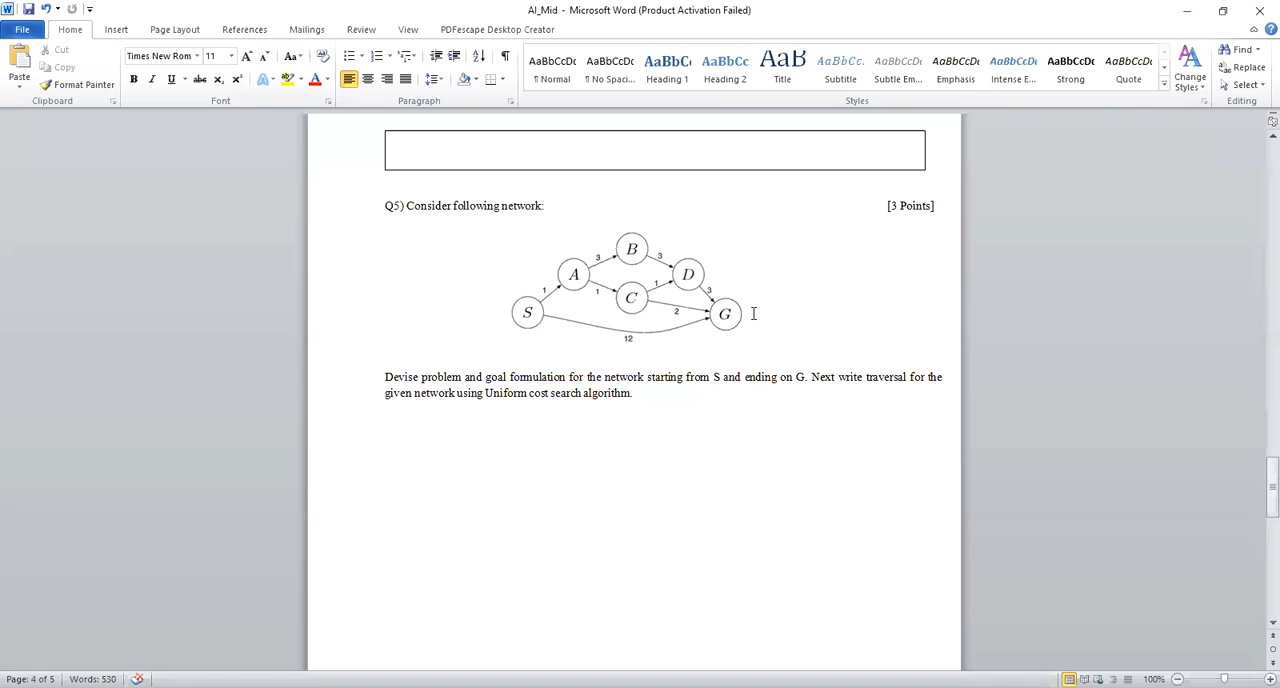 AI_Mid - Microsoft Word (Product Activation Failed)
File Home Insert Page Layout References Mailings Review View PDFescape Desktop Creator
Paste Cut Copy Format Painter
Clipboard
Times New Rom 11
B I U abc x, x² A
Font
Paragraph
AaBbCcDc AaBbCcDc AaBbC AaBbCc AaB AaBbCc. AaBbCcDc AaBbCcDc AaBbCcDc AaBbCcDc AaBbCcDc
¶ Normal ¶ No Spaci... Heading 1 Heading 2 Title Subtitle Subtle Em... Emphasis Intense E... Strong Quote
Styles
Change Styles
Find
Replace
Select
Editing
Q5) Consider following network: [3 Points]
B
3 3
A D
1 1 1 3
C
S 2 G
12
Devise problem and goal formulation for the network starting from S and ending on G. Next write traversal for the
given network using Uniform cost search algorithm.
Page: 4 of 5 Words: 530 100%